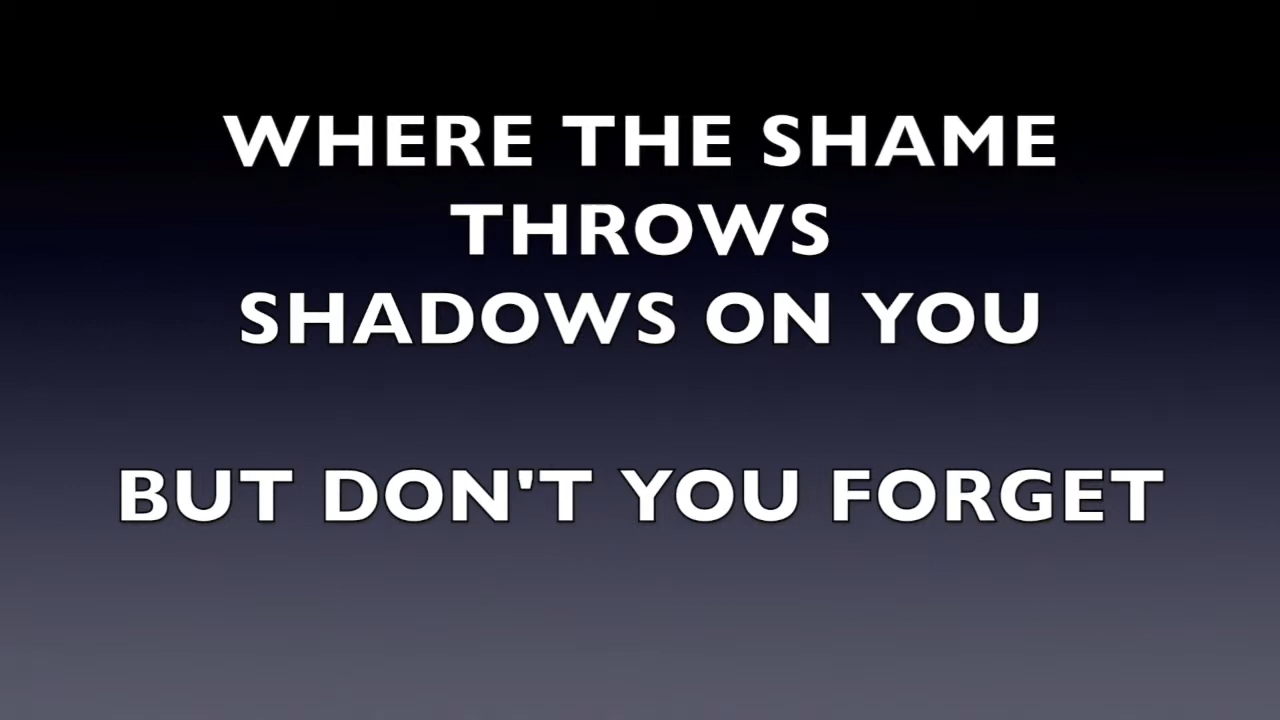 WHERE THE SHAME
THROWS
SHADOWS ON YOU
BUT DON'T YOU FORGET